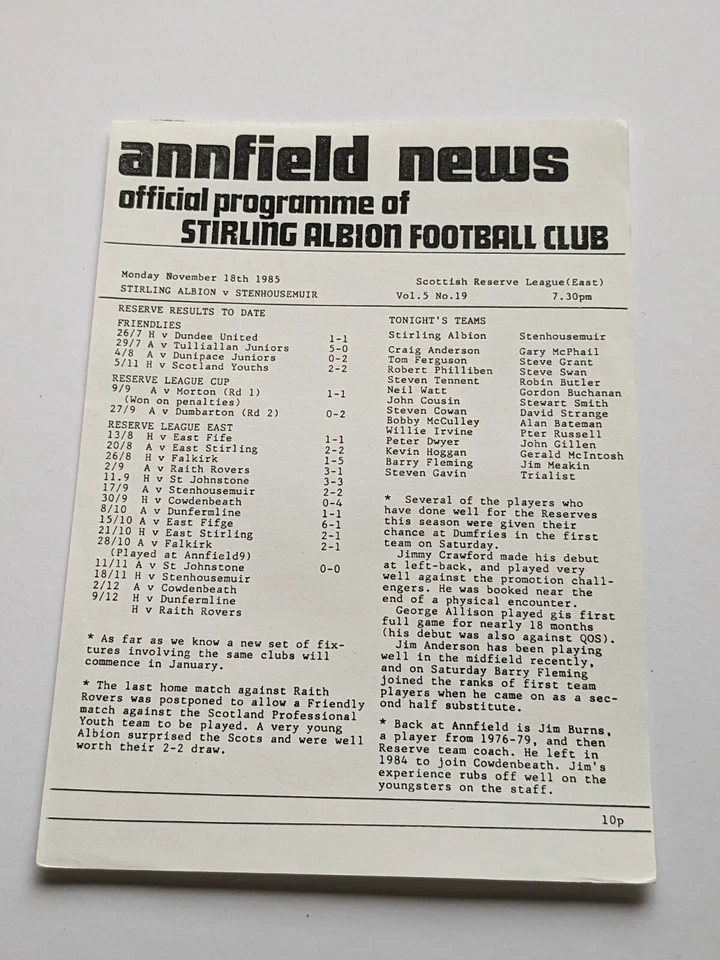 annfield news
official programme of
STIRLING ALBION FOOTBALL CLUB
Monday November 18th 1985
STIRLING ALBION v STENHOUSEMUIR
Scottish Reserve League(East)
Vol.5 No.19 7.30pm
RESERVE RESULTS TO DATE
FRIENDLIES
26/7 H v Dundee United 1-1
29/7 A v Tulliallan Juniors 5-0
4/8 A v Dunipace Juniors 0-2
5/11 H v Scotland Youths 2-2
RESERVE LEAGUE CUP
9/9 A v Morton (Rd 1) 1-1
(Won on penalties)
27/9 A v Dumbarton (Rd 2) 0-2
RESERVE LEAGUE EAST
13/8 H v East Fife 1-1
20/8 A v East Stirling 2-2
26/8 H v Falkirk 1-5
2/9 A v Raith Rovers 3-1
11.9 H v St Johnstone 3-3
17/9 A v Stenhousemuir 2-2
30/9 H v Cowdenbeath 0-4
8/10 A v Dunfermline 1-1
15/10 A v East Fifge 6-1
21/10 H v East Stirling 2-1
28/10 A v Falkirk 2-1
(Played at Annfield9)
11/11 A v St Johnstone 0-0
18/11 H v Stenhousemuir
2/12 A v Cowdenbeath
9/12 H v Dunfermline
H v Raith Rovers
* As far as we know a new set of fix-
tures involving the same clubs will
commence in January.
* The last home match against Raith
Rovers was postponed to allow a Friendly
match against the Scotland Professional
Youth team to be played. A very young
Albion surprised the Scots and were well
worth their 2-2 draw.
TONIGHT'S TEAMS
Stirling Albion Stenhousemuir
Craig Anderson Gary McPhail
Tom Ferguson Steve Grant
Robert Philliben Steve Swan
Steven Tennent Robin Butler
Neil Watt Gordon Buchanan
John Cousin Stewart Smith
Steven Cowan David Strange
Bobby McCulley Alan Bateman
Willie Irvine Pter Russell
Peter Dwyer John Gillen
Kevin Hoggan Gerald McIntosh
Barry Fleming Jim Meakin
Steven Gavin Trialist
* Several of the players who
have done well for the Reserves
this season were given their
chance at Dumfries in the first
team on Saturday.
Jimmy Crawford made his debut
at left-back, and played very
well against the promotion chall-
engers. He was booked near the
end of a physical encounter.
George Allison played gis first
full game for nearly 18 months
(his debut was also against QOS).
Jim Anderson has been playing
well in the midfield recently,
and on Saturday Barry Fleming
joined the ranks of first team
players when he came on as a sec-
ond half substitute.
* Back at Annfield is Jim Burns,
a player from 1976-79, and then
Reserve team coach. He left in
1984 to join Cowdenbeath. Jim's
experience rubs off well on the
youngsters on the staff.
10p